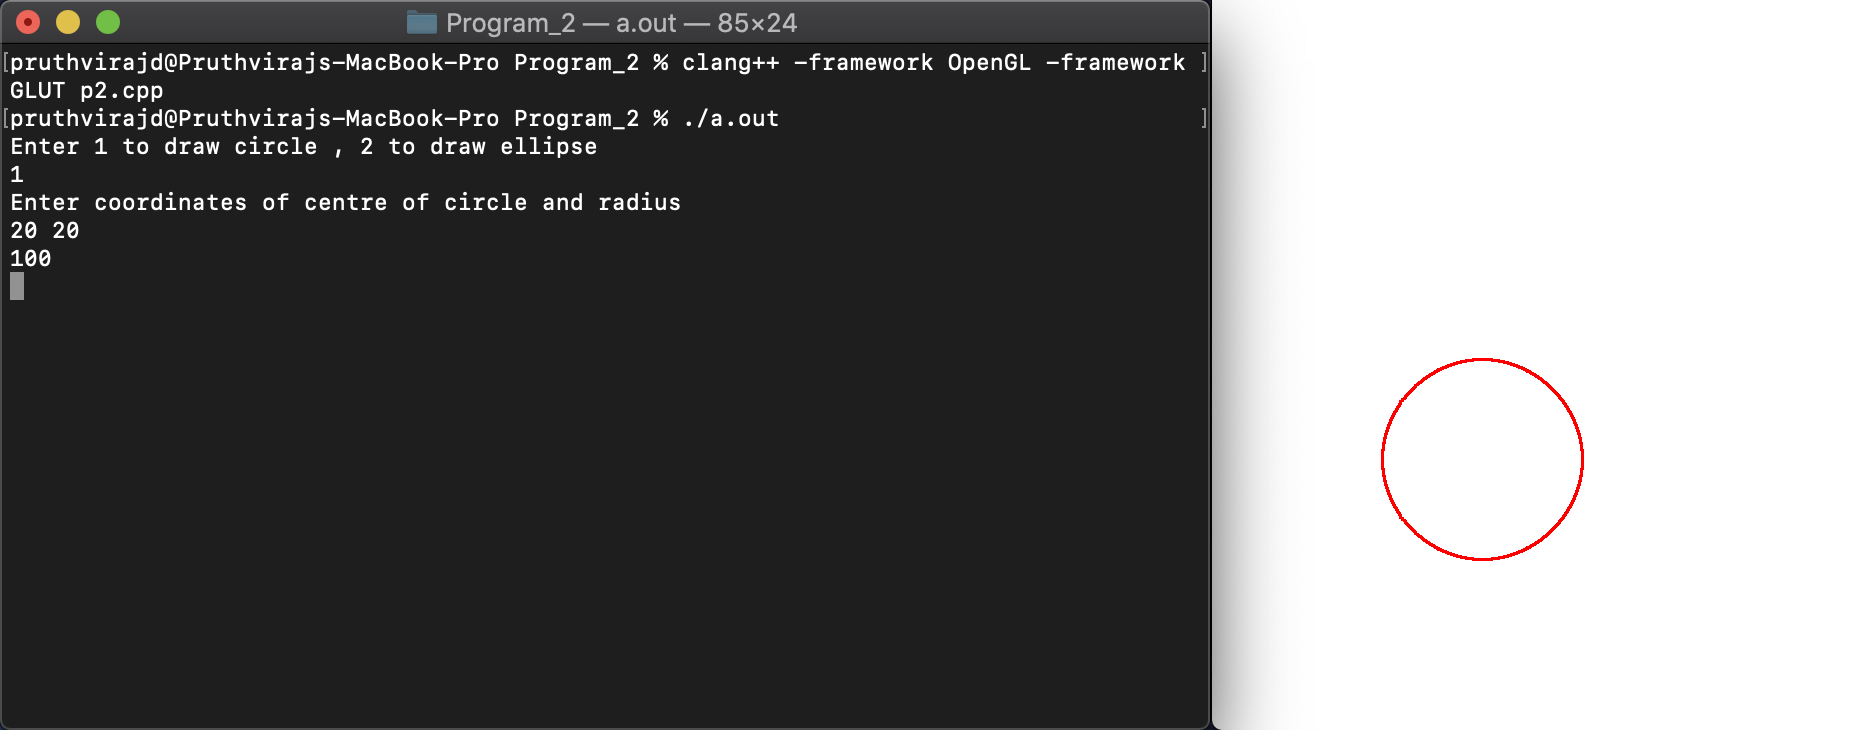 Program_2 — a.out — 85×24
[pruthvirajd@Pruthvirajs-MacBook-Pro Program_2 % clang++ -framework OpenGL -framework ]
GLUT p2.cpp
[pruthvirajd@Pruthvirajs-MacBook-Pro Program_2 % ./a.out ]
Enter 1 to draw circle , 2 to draw ellipse
1
Enter coordinates of centre of circle and radius
20 20
100